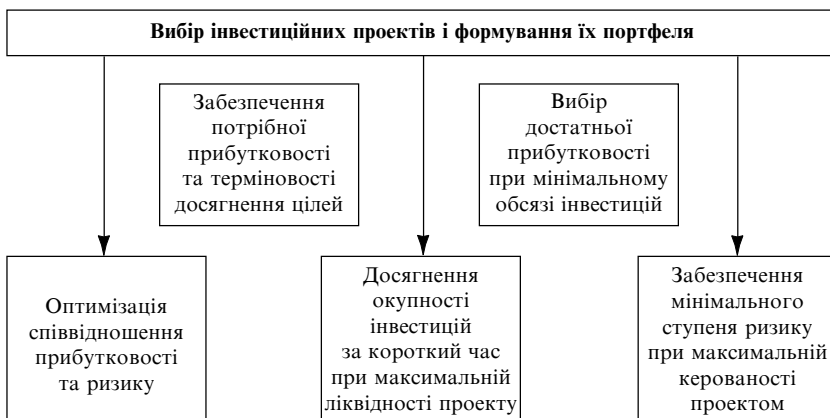 Вибір інвестиційних проектів і формування їх портфеля
Забезпечення
потрібної
прибутковості
та терміновості
досягнення цілей
Вибір
достатньої
прибутковості
при мінімальному
обсязі інвестицій
Оптимізація
співвідношення
прибутковості
та ризику
Досягнення
окупності
інвестицій
за короткий час
при максимальній
ліквідності проекту
Забезпечення
мінімального
ступеня ризику
при максимальній
керованості
проектом